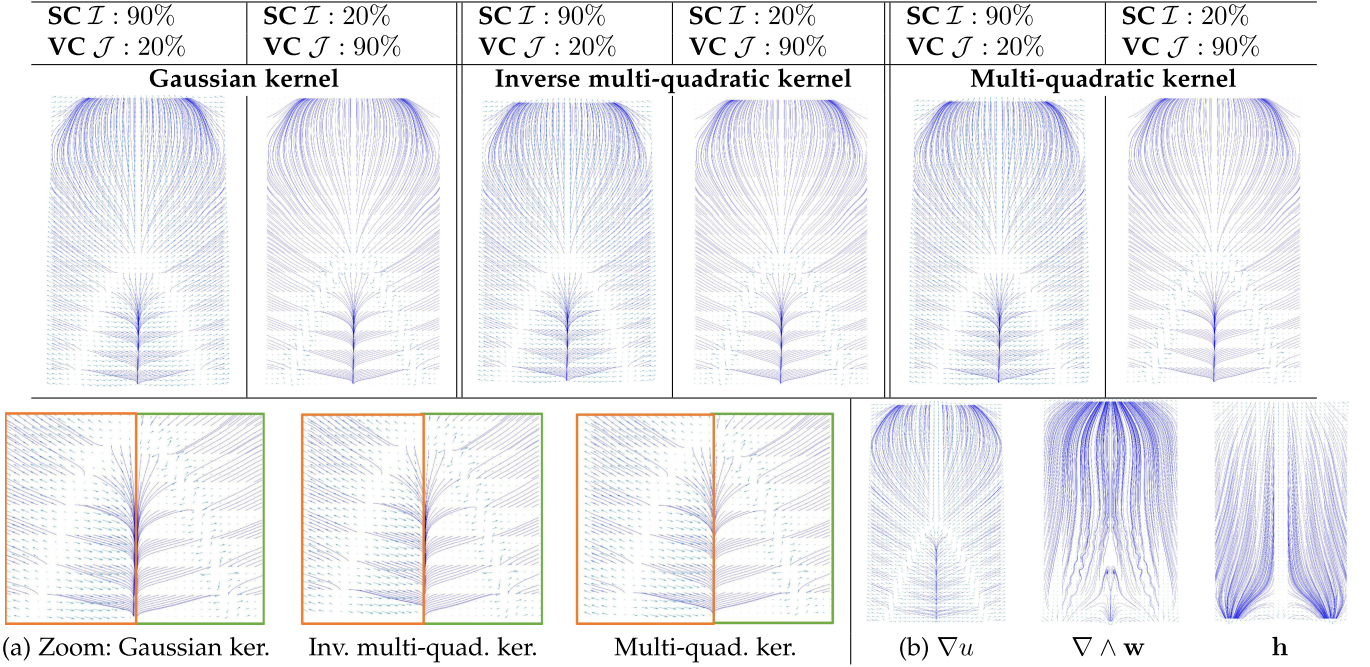 SC 𝓘 : 90% SC 𝓘 : 20% SC 𝓘 : 90% SC 𝓘 : 20% SC 𝓘 : 90% SC 𝓘 : 20%
VC 𝓙 : 20% VC 𝓙 : 90% VC 𝓙 : 20% VC 𝓙 : 90% VC 𝓙 : 20% VC 𝓙 : 90%
Gaussian kernel Inverse multi-quadratic kernel Multi-quadratic kernel
(a) Zoom: Gaussian ker. Inv. multi-quad. ker. Multi-quad. ker. (b) ∇u ∇ ∧ w h